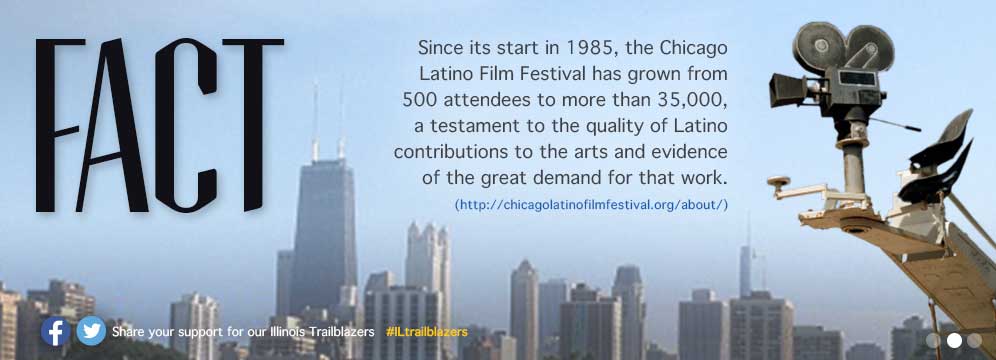 FACT
Since its start in 1985, the Chicago
Latino Film Festival has grown from
500 attendees to more than 35,000,
a testament to the quality of Latino
contributions to the arts and evidence
of the great demand for that work.
(http://chicagolatinofilmfestival.org/about/)
Share your support for our Illinois Trailblazers #ILtrailblazers